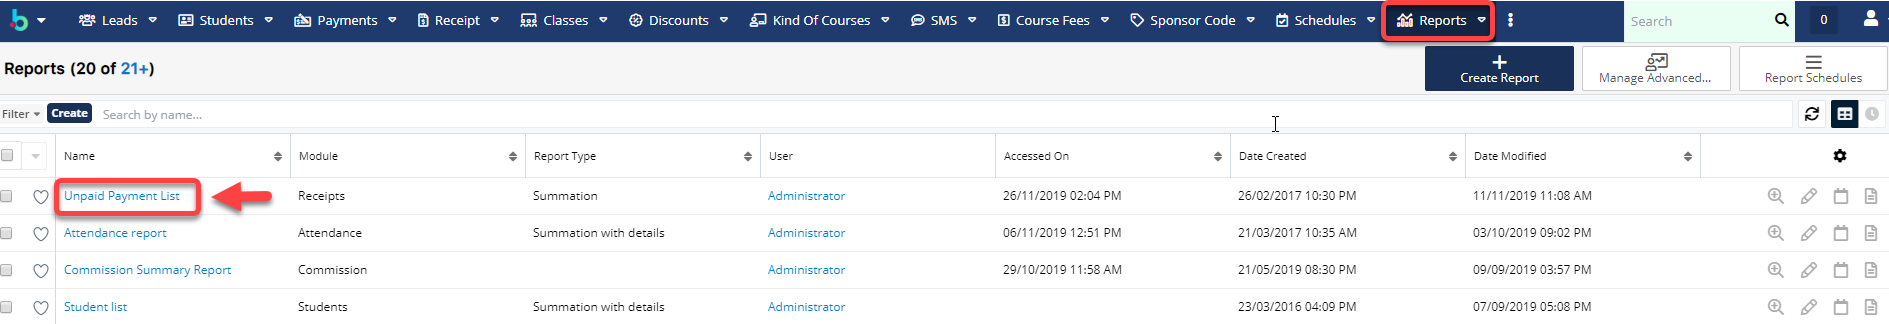 Leads Students Payments Receipt Classes Discounts Kind Of Courses SMS Course Fees Sponsor Code Schedules Reports Search 0
Reports (20 of 21+) Create Report Manage Advanced... Report Schedules
Filter Create Search by name...
Name Module Report Type User Accessed On Date Created Date Modified
Unpaid Payment List Receipts Summation Administrator 26/11/2019 02:04 PM 26/02/2017 10:30 PM 11/11/2019 11:08 AM
Attendance report Attendance Summation with details Administrator 06/11/2019 12:51 PM 21/03/2017 10:35 AM 03/10/2019 09:02 PM
Commission Summary Report Commission Administrator 29/10/2019 11:58 AM 21/05/2019 08:30 PM 09/09/2019 03:57 PM
Student list Students Summation with details Administrator 23/03/2016 04:09 PM 07/09/2019 05:08 PM